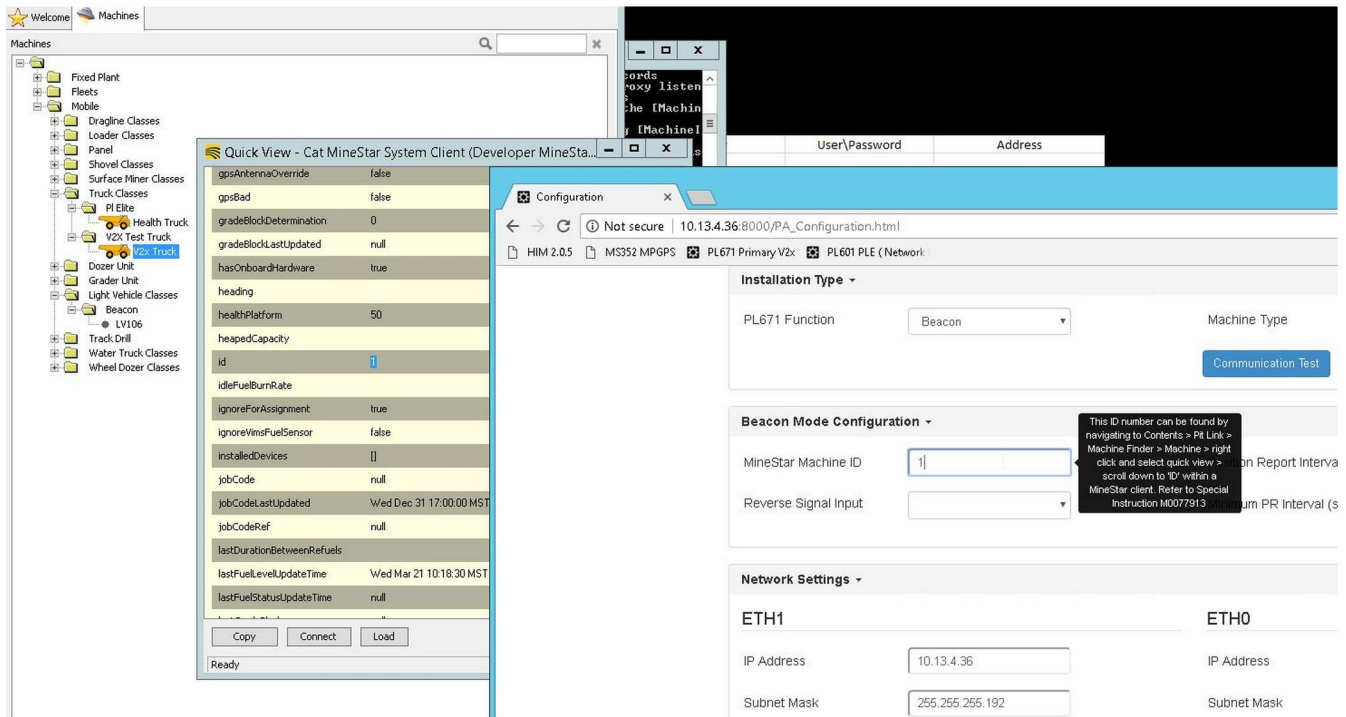 Welcome
Machines
Machines
Fixed Plant
Fleets
Mobile
Dragline Classes
Loader Classes
Panel
Shovel Classes
Surface Miner Classes
Truck Classes
Pl Elite
Health Truck
V2X Test Truck
V2x Truck
Dozer Unit
Grader Unit
Light Vehicle Classes
Beacon
LV106
Track Drill
Water Truck Classes
Wheel Dozer Classes
cords
roxy listen
the [Machin
[MachineI
User\Password Address
Quick View - Cat MineStar System Client (Developer MineSta...
gpsAntennaOverride false
gpsBad false
gradeBlockDetermination 0
gradeBlockLastUpdated null
hasOnboardHardware true
heading
healthPlatform 50
heapedCapacity
id 1
idleFuelBurnRate
ignoreForAssignment true
ignoreVimsFuelSensor false
installedDevices []
jobCode null
jobCodeLastUpdated Wed Dec 31 17:00:00 MST
jobCodeRef null
lastDurationBetweenRefuels
lastFuelLevelUpdateTime Wed Mar 21 10:18:30 MST
lastFuelStatusUpdateTime null
Copy Connect Load
Ready
Configuration
Not secure 10.13.4.36:8000/PA_Configuration.html
HIM 2.0.5 MS352 MPGPS PL671 Primary V2x PL601 PLE ( Network
Installation Type
PL671 Function Beacon Machine Type
Communication Test
Beacon Mode Configuration
MineStar Machine ID 1
This ID number can be found by
navigating to Contents > Pit Link >
Machine Finder > Machine > right
click and select quick view >
scroll down to 'ID' within a
MineStar client. Refer to Special
Instruction M0077913
Report Interva
Reverse Signal Input
PR Interval (s
Network Settings
ETH1 ETH0
IP Address 10.13.4.36 IP Address
Subnet Mask 255.255.255.192 Subnet Mask